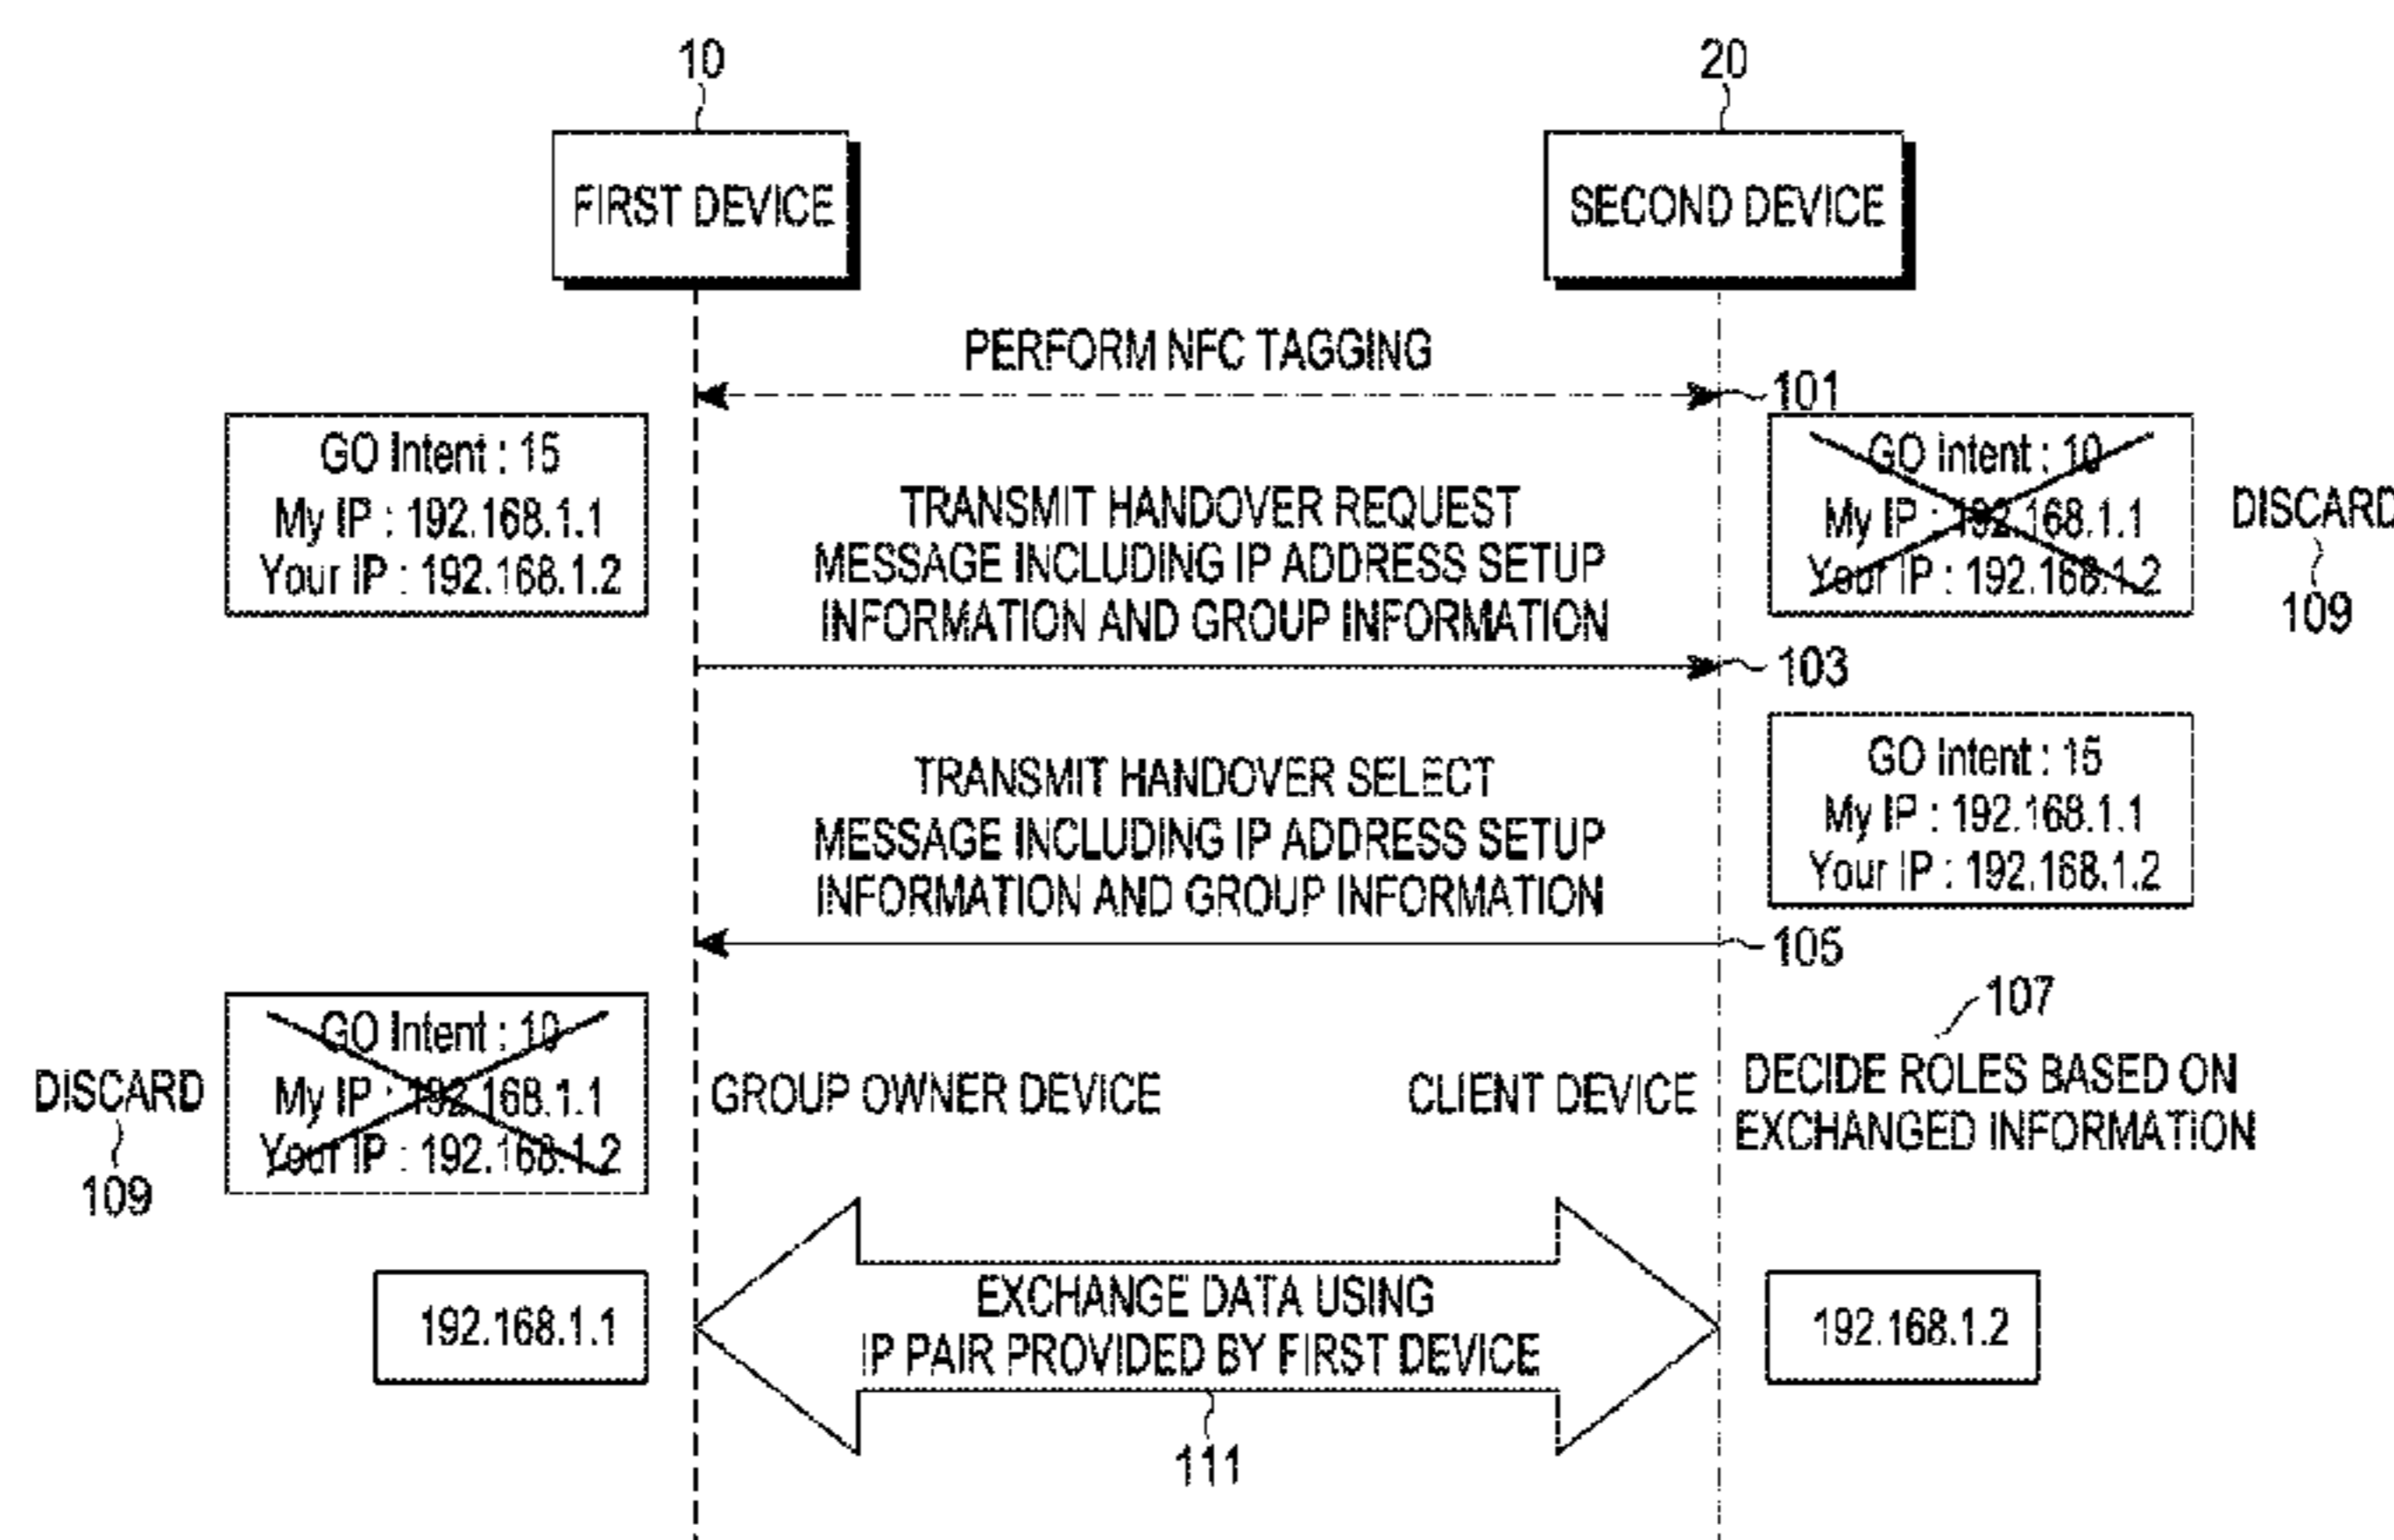 10
20
FIRST DEVICE
SECOND DEVICE
PERFORM NFC TAGGING
101
GO Intent : 15
My IP : 192.168.1.1
Your IP : 192.168.1.2
TRANSMIT HANDOVER REQUEST
MESSAGE INCLUDING IP ADDRESS SETUP
INFORMATION AND GROUP INFORMATION
GO Intent : 10
My IP : 192.168.1.1
Your IP : 192.168.1.2
DISCARD
109
103
TRANSMIT HANDOVER SELECT
MESSAGE INCLUDING IP ADDRESS SETUP
INFORMATION AND GROUP INFORMATION
GO Intent : 15
My IP : 192.168.1.1
Your IP : 192.168.1.2
105
DISCARD
109
GO Intent : 10
My IP : 192.168.1.1
Your IP : 192.168.1.2
GROUP OWNER DEVICE
CLIENT DEVICE
107
DECIDE ROLES BASED ON
EXCHANGED INFORMATION
192.168.1.1
EXCHANGE DATA USING
IP PAIR PROVIDED BY FIRST DEVICE
192.168.1.2
111